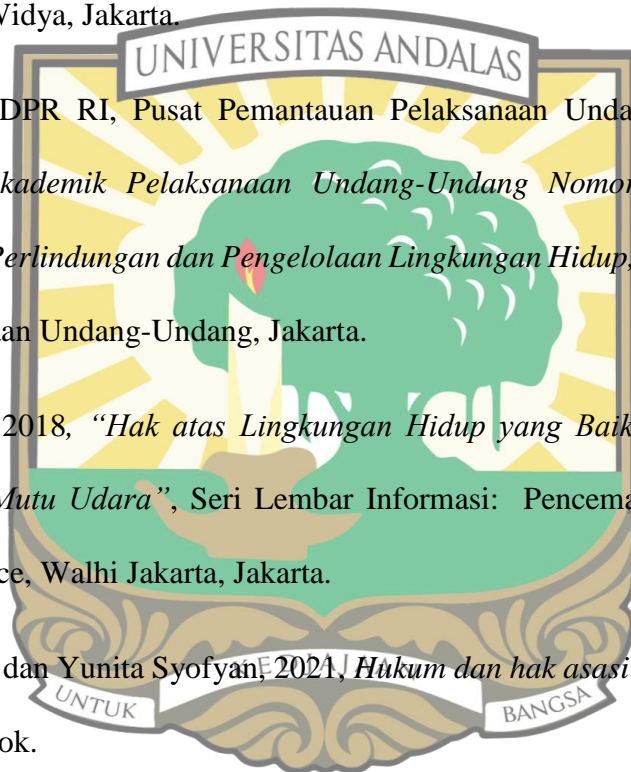 Widya, Jakarta.
UNIVERSITAS ANDALAS
DPR RI, Pusat Pemantauan Pelaksanaan Unda
kademik Pelaksanaan Undang-Undang Nomor
Perlindungan dan Pengelolaan Lingkungan Hidup,
an Undang-Undang, Jakarta.
2018, “Hak atas Lingkungan Hidup yang Baik
Mutu Udara”, Seri Lembar Informasi: Pencema
ce, Walhi Jakarta, Jakarta.
dan Yunita Syofyan, 2021, Hukum dan hak asasi
UNTUK KEDJAJAAN BANGSA
ok.